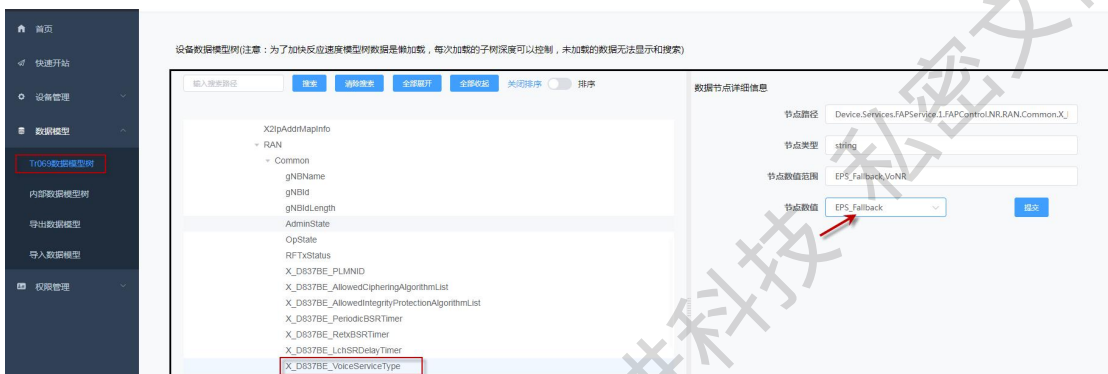 首页
快速开站
设备管理
数据模型
Tr069数据模型树
内部数据模型树
导出数据模型
导入数据模型
权限管理
设备数据模型树(注意：为了加快反应速度模型树数据是懒加载，每次加载的子树深度可以控制，未加载的数据无法显示和搜索)
输入搜索路径 搜索 清除搜索 全部展开 全部收起 关闭排序 排序
X2IpAddrMapInfo
RAN
Common
gNBName
gNBId
gNBIdLength
AdminState
OpState
RFTxStatus
X_D837BE_PLMNID
X_D837BE_AllowedCipheringAlgorithmList
X_D837BE_AllowedIntegrityProtectionAlgorithmList
X_D837BE_PeriodicBSRTimer
X_D837BE_RetxBSRTimer
X_D837BE_LchSRDelayTimer
X_D837BE_VoiceServiceType
数据节点详细信息
节点路径 Device.Services.FAPService.1.FAPControl.NR.RAN.Common.X_
节点类型 string
节点数值范围 EPS_Fallback,VoNR
节点数值 EPS_Fallback 提交
科技 私密文